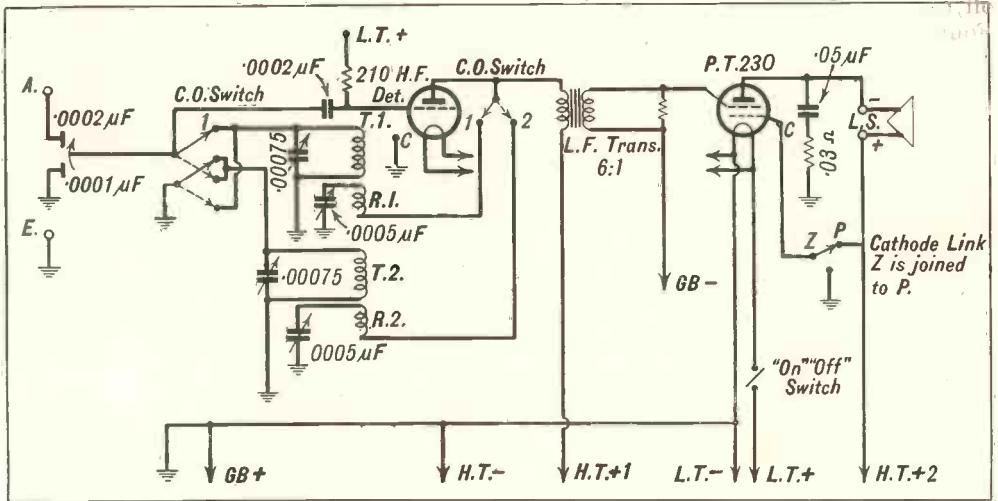 L.T.+
.0002µF
210 H.F.
Det.
C.O.Switch
P.T.230
.05µF
A.
C.O.Switch
.0002µF
1
.0001µF
.00075
T.1.
C
1
2
L.F. Trans.
6:1
C
.03 Ω
-
L.S.
+
E.
R.1.
.0005µF
Z
P
Cathode Link
Z is joined
to P.
.00075
T.2.
GB-
R.2.
.0005µF
"On" "Off"
Switch
GB+
H.T.-
H.T.+1
L.T.-
L.T.+
H.T.+2